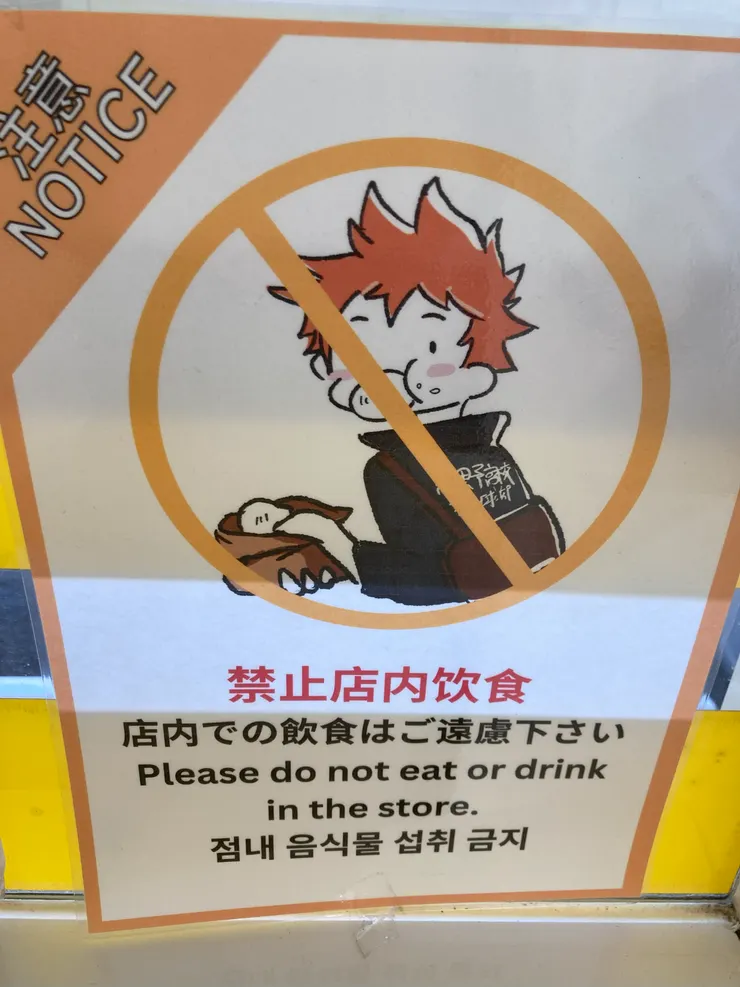 注意
NOTICE
禁止店内饮食
店内での飲食はご遠慮下さい
Please do not eat or drink
in the store.
점내 음식물 섭취 금지